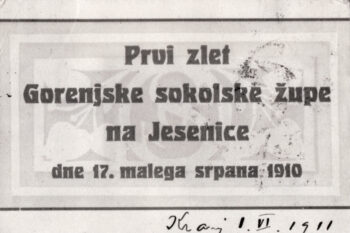 Prvi zlet
Gorenjske sokolske župe
na Jesenice
dne 17. malega srpana 1910
Kranj 1. VI. 1911